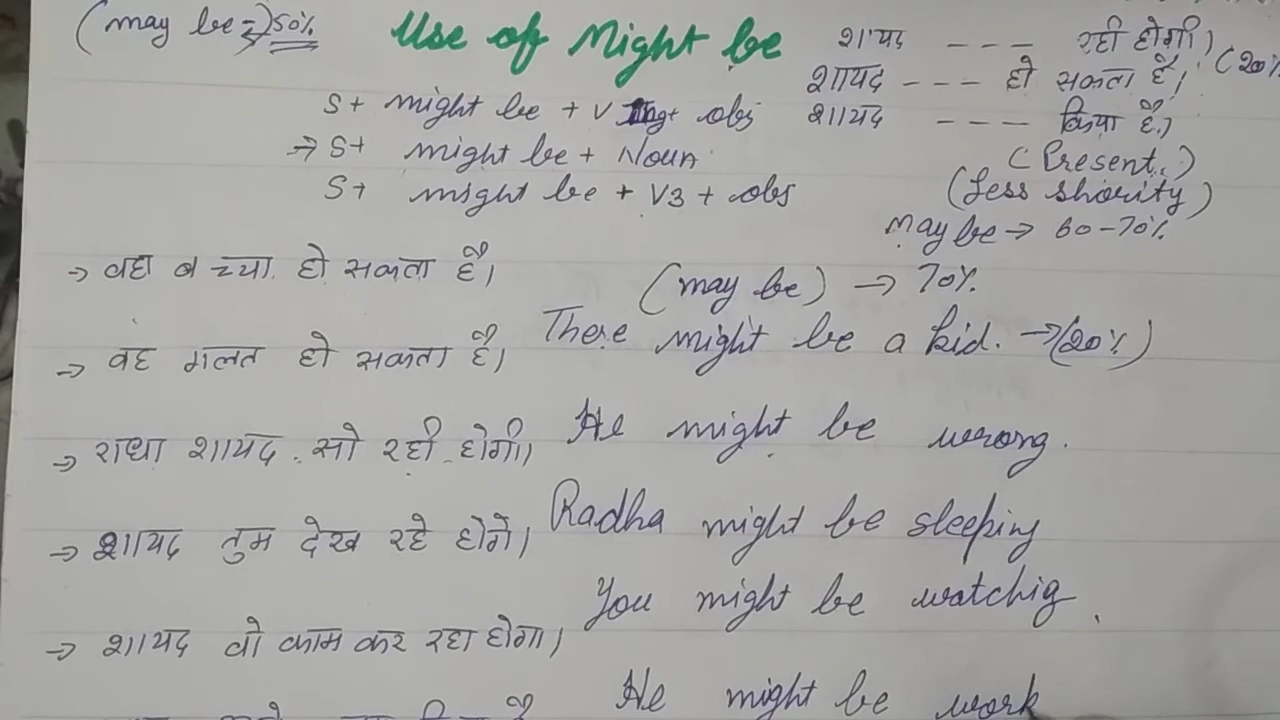 (may be → 50% Use of Might be शायद --- रही होगी। (20%
शायद --- हो सकता है।
S+ might be + V ing+ obj शायद --- किया है।
→ S+ might be + Noun (Present.)
S+ might be + V3 + obj (Less shority)
may be → 60-70%
→ वहा बच्चा हो सकता है। (may be) → 70%
There might be a kid. → (20%)
→ वह गलत हो सकता है।
He might be wrong.
→ राधा शायद सो रही होगी।
Radha might be sleeping
→ शायद तुम देख रहे होगे।
You might be watchig.
→ शायद वो काम कर रहा होगा।
He might be work